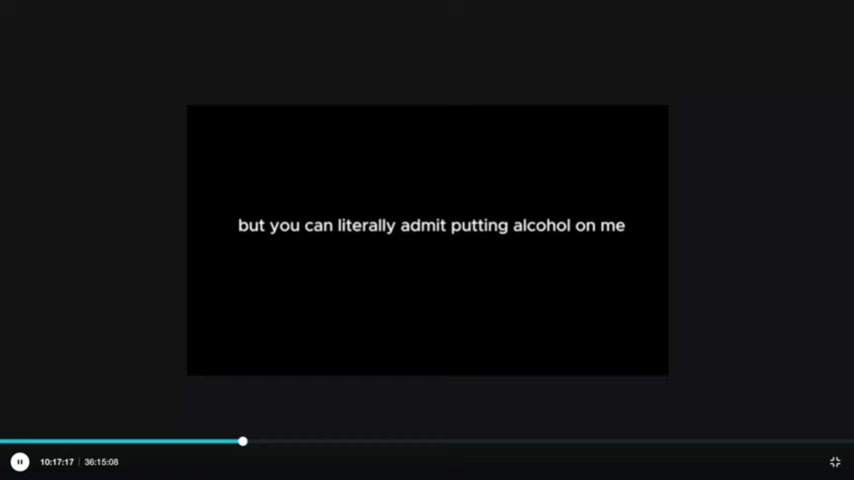 but you can literally admit putting alcohol on me
10:17:17 | 36:15:08